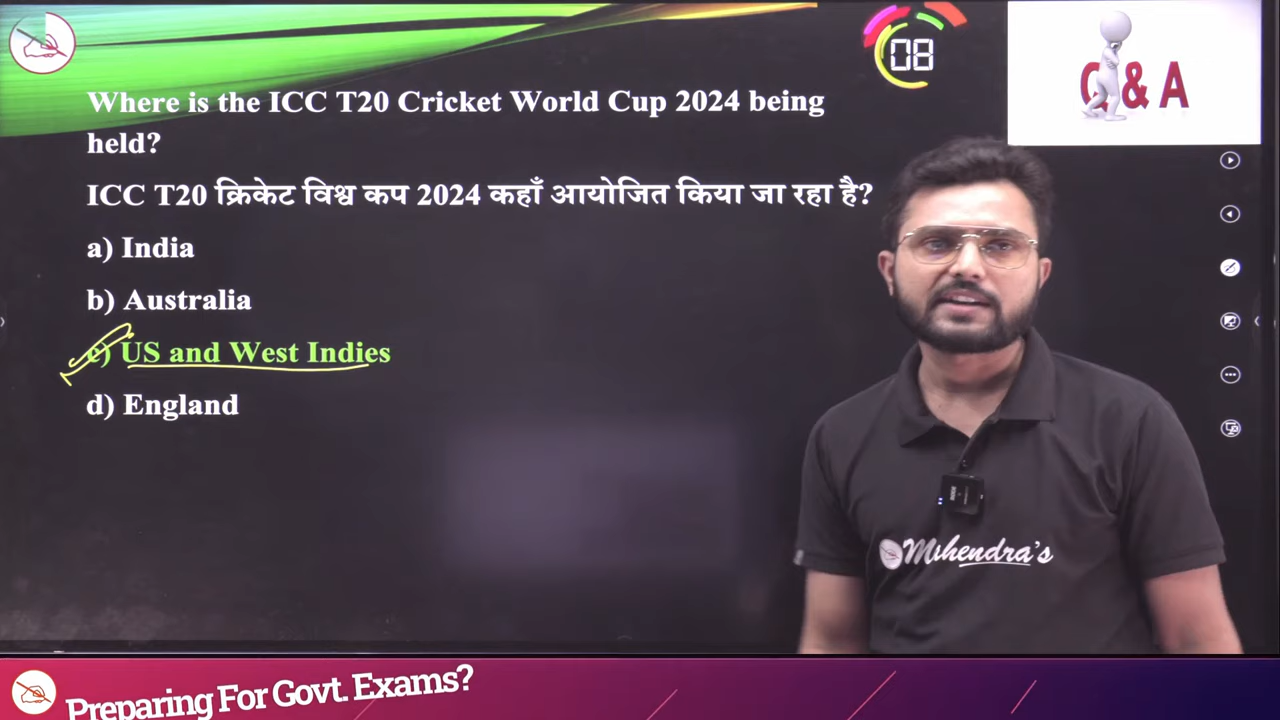 08
Q & A
Where is the ICC T20 Cricket World Cup 2024 being
held?
ICC T20 क्रिकेट विश्व कप 2024 कहाँ आयोजित किया जा रहा है?
a) India
b) Australia
c) US and West Indies
d) England
Mahendra's
Preparing For Govt. Exams?